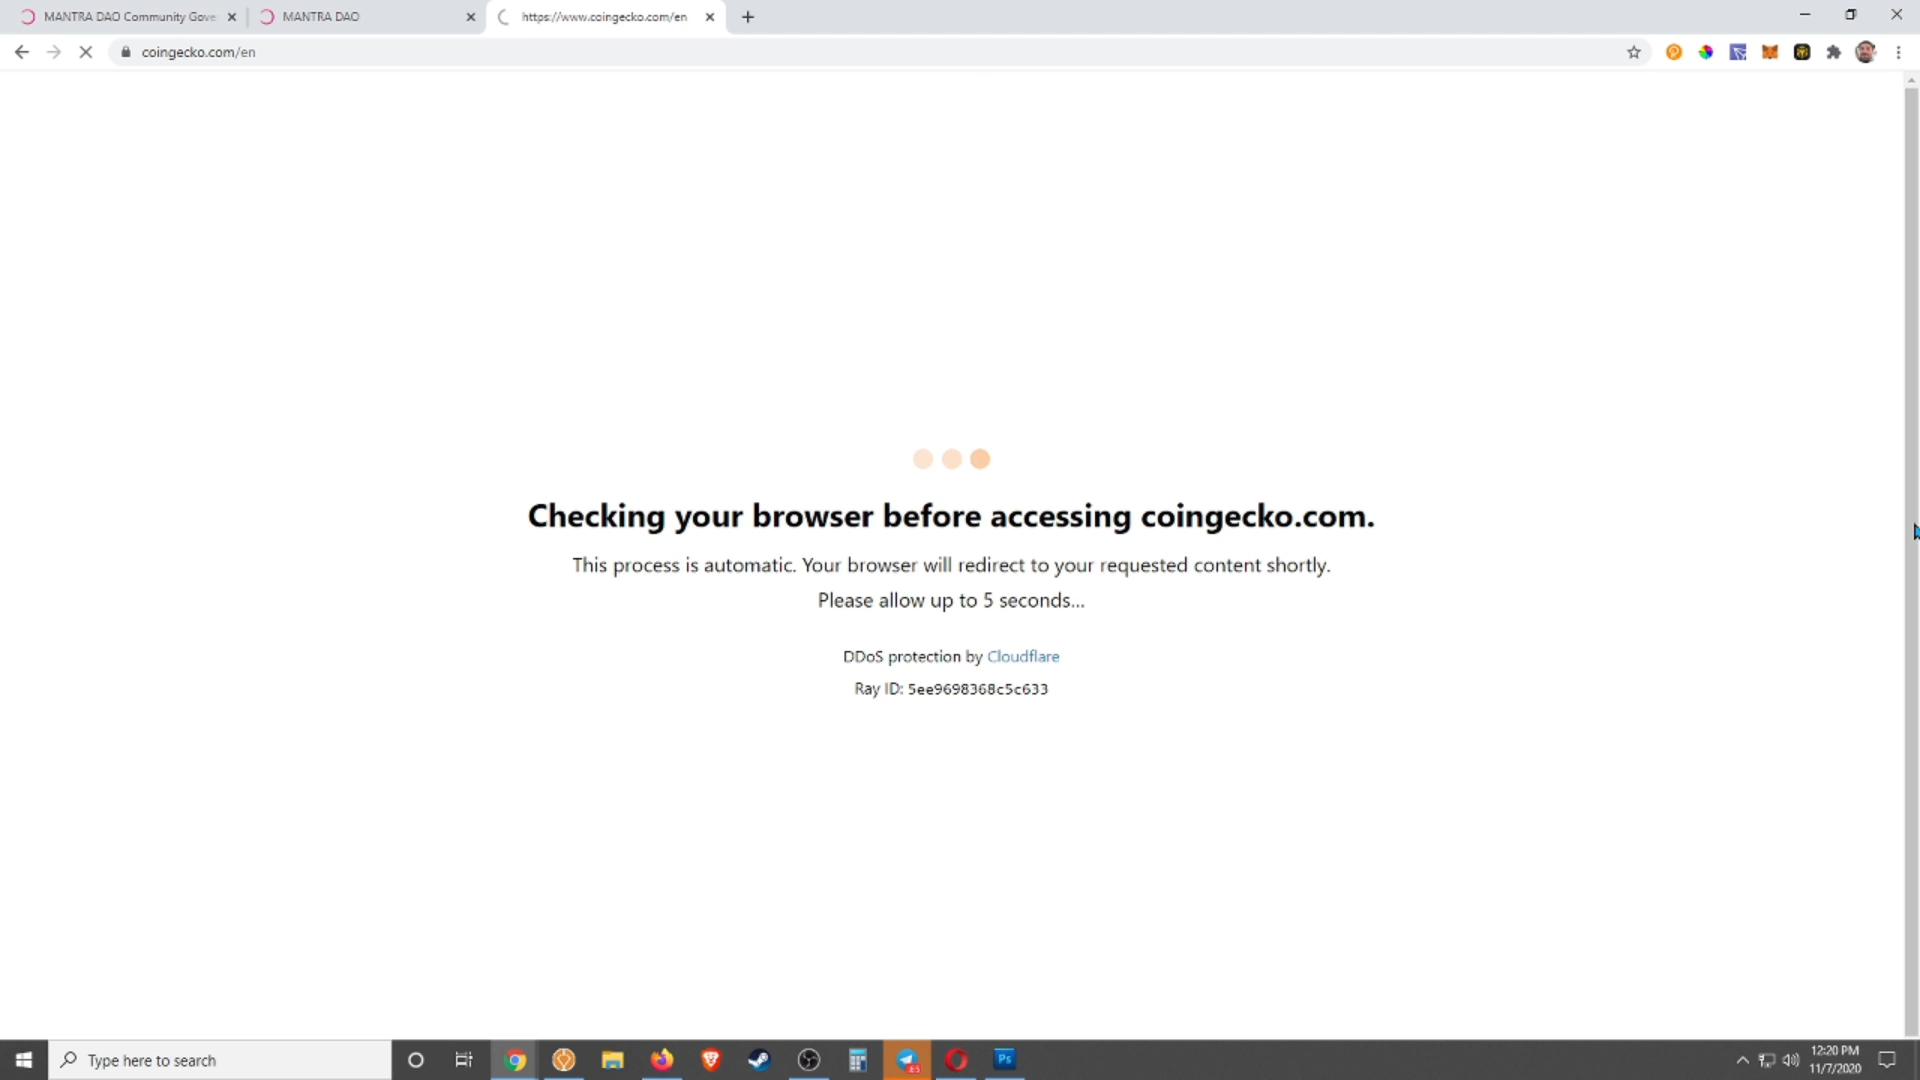 MANTRA DAO Community Gove
MANTRA DAO
https://www.coingecko.com/en
coingecko.com/en
Checking your browser before accessing coingecko.com.
This process is automatic. Your browser will redirect to your requested content shortly.
Please allow up to 5 seconds...
DDoS protection by Cloudflare
Ray ID: 5ee9698368c5c633
Type here to search
Ps
12:20 PM
11/7/2020